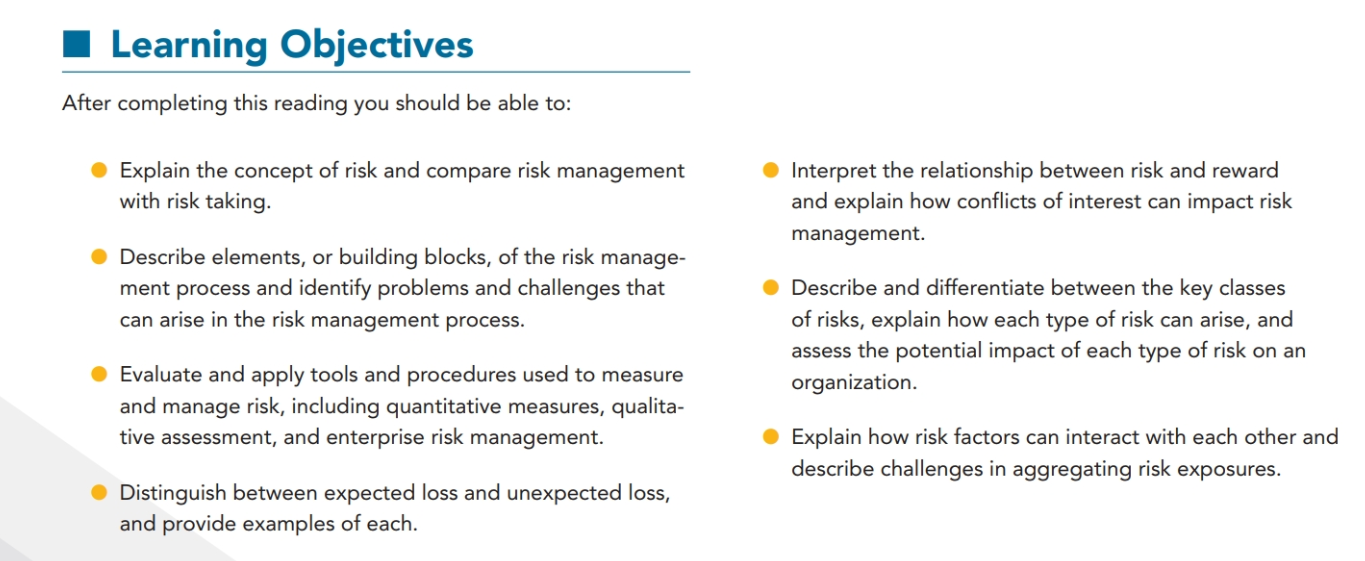 Learning Objectives
After completing this reading you should be able to:
Explain the concept of risk and compare risk management
with risk taking.
Describe elements, or building blocks, of the risk manage-
ment process and identify problems and challenges that
can arise in the risk management process.
Evaluate and apply tools and procedures used to measure
and manage risk, including quantitative measures, qualita-
tive assessment, and enterprise risk management.
Distinguish between expected loss and unexpected loss,
and provide examples of each.
Interpret the relationship between risk and reward
and explain how conflicts of interest can impact risk
management.
Describe and differentiate between the key classes
of risks, explain how each type of risk can arise, and
assess the potential impact of each type of risk on an
organization.
Explain how risk factors can interact with each other and
describe challenges in aggregating risk exposures.